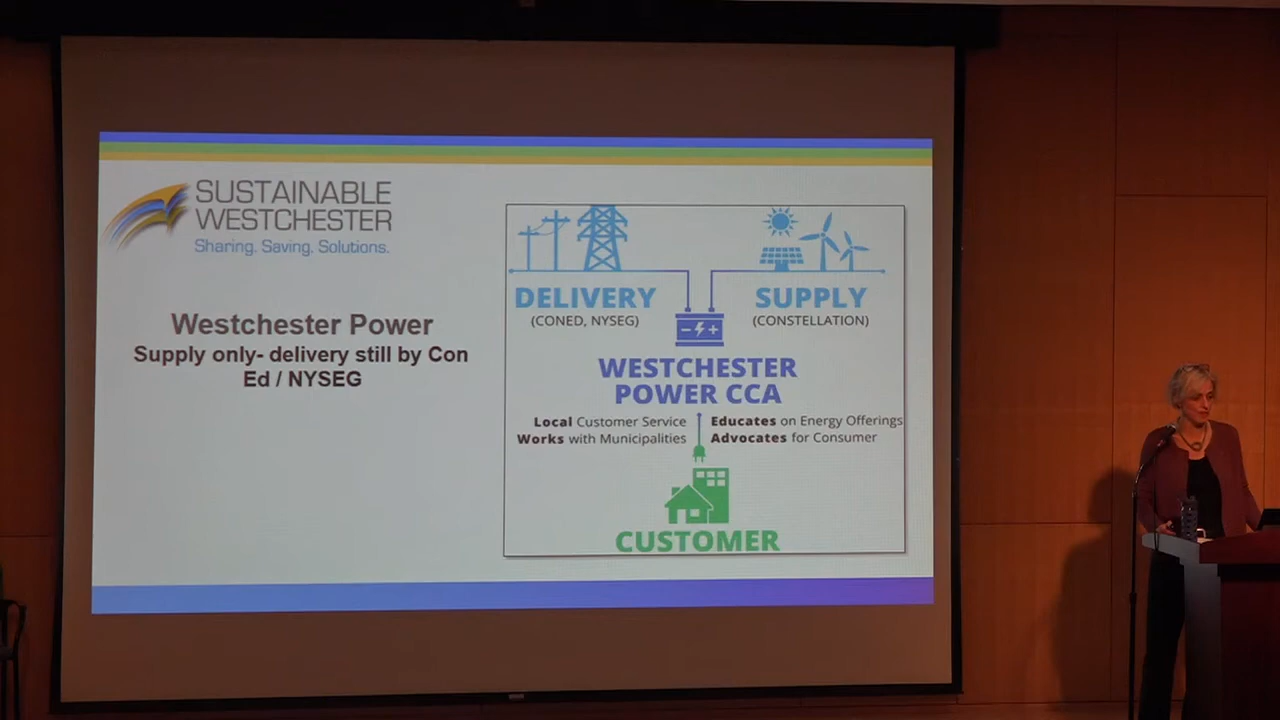 SUSTAINABLE
WESTCHESTER
Sharing. Saving. Solutions.
Westchester Power
Supply only- delivery still by Con
Ed / NYSEG
DELIVERY
(CONED, NYSEG)
SUPPLY
(CONSTELLATION)
WESTCHESTER
POWER CCA
Local Customer Service
Works with Municipalities
Educates on Energy Offerings
Advocates for Consumer
CUSTOMER